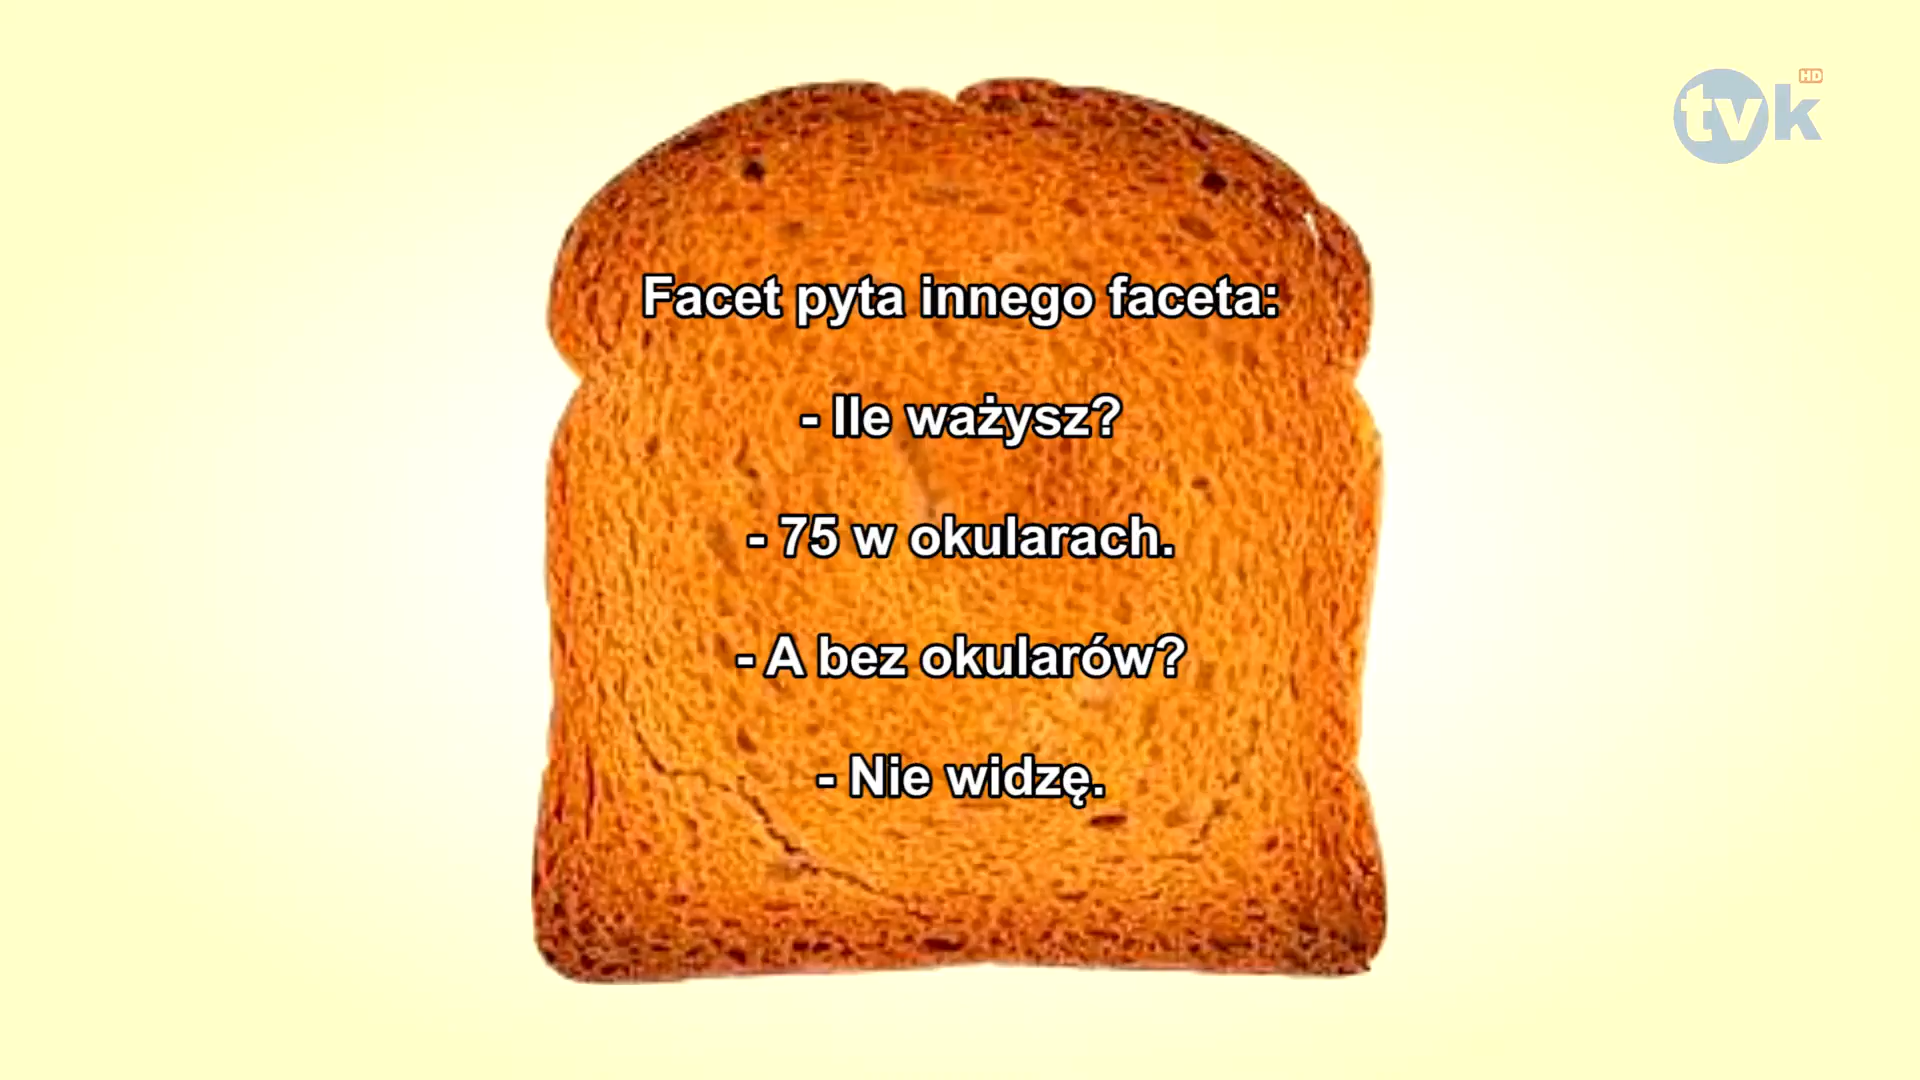 tvk HD
Facet pyta innego faceta:
- Ile ważysz?
- 75 w okularach.
- A bez okularów?
- Nie widzę.